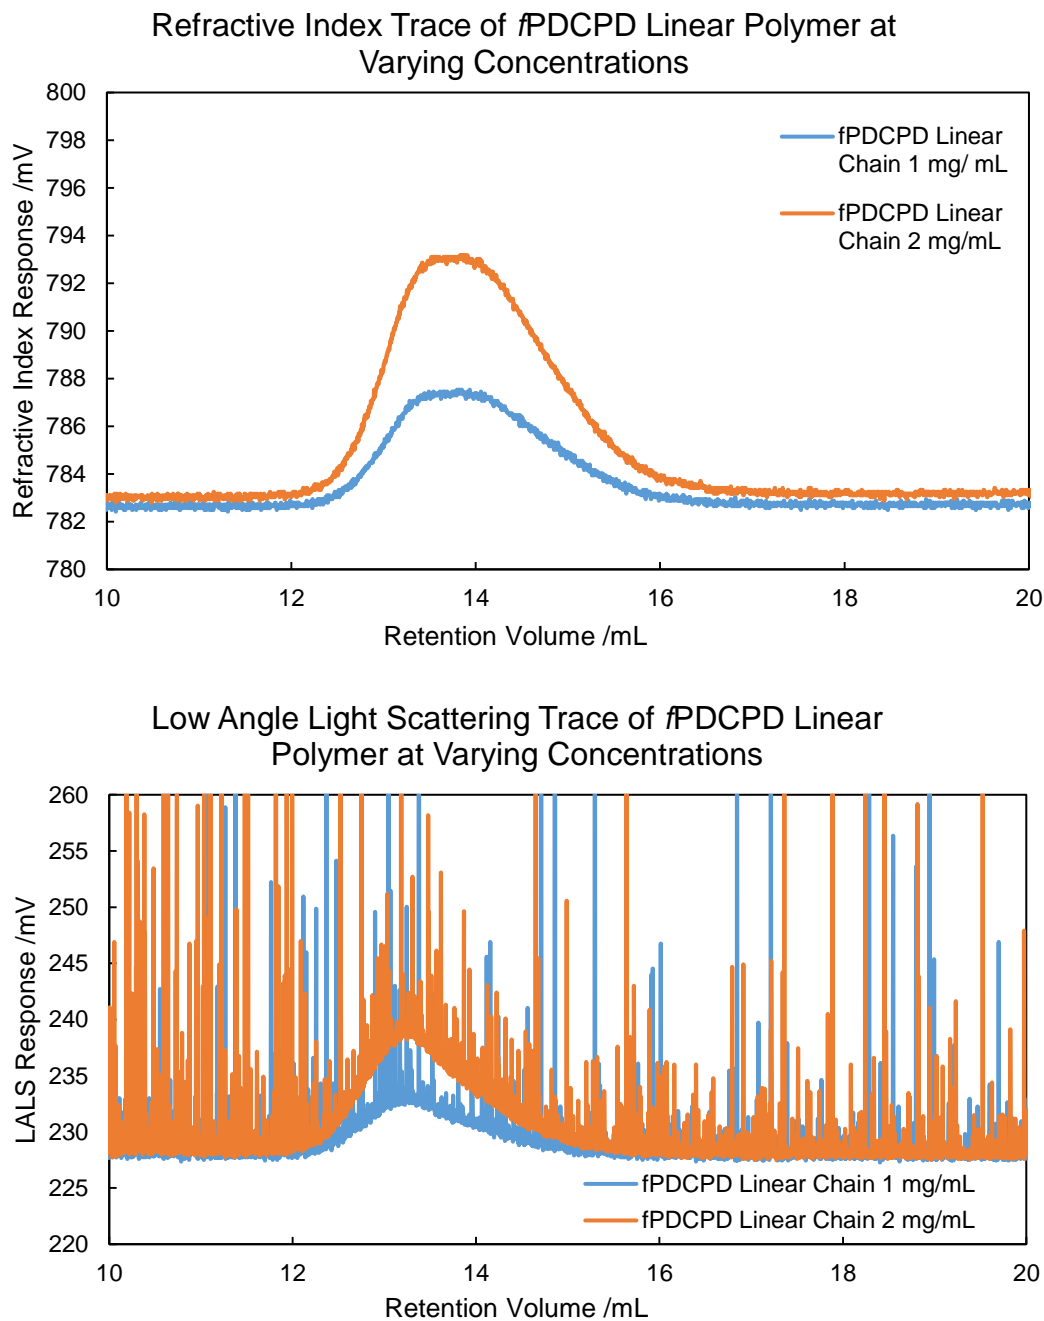 Refractive Index Trace of fPDCPD Linear Polymer at
Varying Concentrations
800
798
796
794
792
790
788
786
784
782
780
Refractive Index Response /mV
fPDCPD Linear
Chain 1 mg/ mL
fPDCPD Linear
Chain 2 mg/mL
10
12
14
16
18
20
Retention Volume /mL
Low Angle Light Scattering Trace of fPDCPD Linear
Polymer at Varying Concentrations
260
255
250
245
240
235
230
225
220
LALS Response /mV
fPDCPD Linear Chain 1 mg/mL
fPDCPD Linear Chain 2 mg/mL
10
12
14
16
18
20
Retention Volume /mL